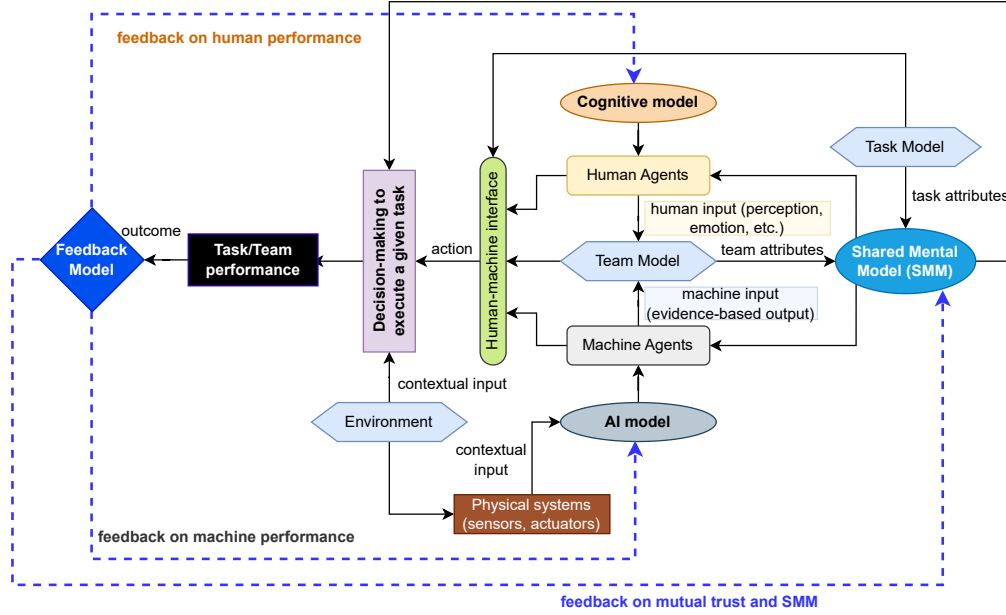 feedback on human performance
Cognitive model
Task Model
Human Agents
task attributes
human input (perception,
emotion, etc.)
Decision-making to
execute a given task
Human-machine interface
outcome
Feedback
Model
Task/Team
performance
action
Team Model
team attributes
Shared Mental
Model (SMM)
machine input
(evidence-based output)
Machine Agents
contextual input
Environment
AI model
contextual
input
Physical systems
(sensors, actuators)
feedback on machine performance
feedback on mutual trust and SMM